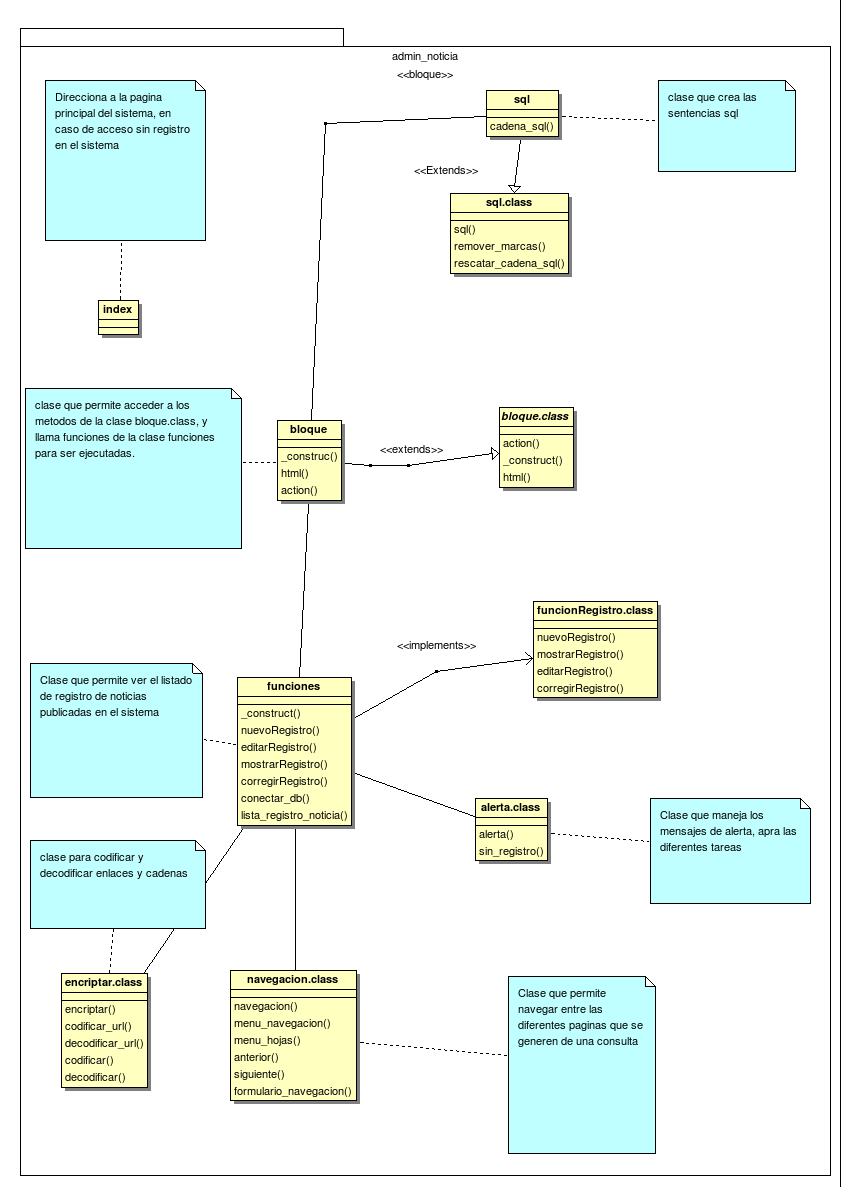 admin_noticia
<<bloque>>
Direcciona a la pagina
principal del sistema, en
caso de acceso sin registro
en el sistema
sql
cadena_sql()
clase que crea las
sentencias sql
<<Extends>>
sql.class
sql()
remover_marcas()
rescatar_cadena_sql()
index
clase que permite acceder a los
metodos de la clase bloque.class, y
llama funciones de la clase funciones
para ser ejecutadas.
bloque
_construc()
html()
action()
<<extends>>
bloque.class
action()
_construct()
html()
funcionRegistro.class
nuevoRegistro()
mostrarRegistro()
editarRegistro()
corregirRegistro()
<<implements>>
Clase que permite ver el listado
de registro de noticias
publicadas en el sistema
funciones
_construct()
nuevoRegistro()
editarRegistro()
mostrarRegistro()
corregirRegistro()
conectar_db()
lista_registro_noticia()
alerta.class
alerta()
sin_registro()
Clase que maneja los
mensajes de alerta, apra las
diferentes tareas
clase para codificar y
decodificar enlaces y cadenas
encriptar.class
encriptar()
codificar_url()
decodificar_url()
codificar()
decodificar()
navegacion.class
navegacion()
menu_navegacion()
menu_hojas()
anterior()
siguiente()
formulario_navegacion()
Clase que permite
navegar entre las
diferentes paginas que se
generen de una consulta